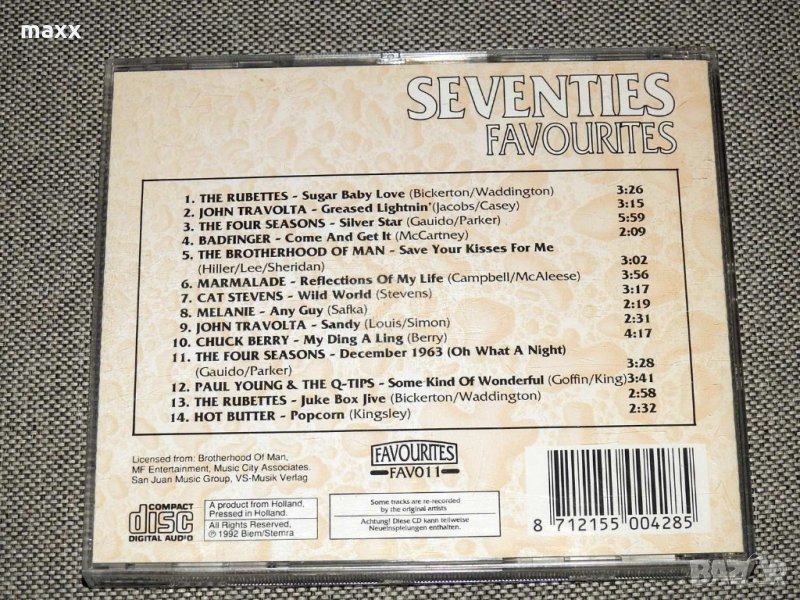 maxx
SEVENTIES
FAVOURITES
1. THE RUBETTES - Sugar Baby Love (Bickerton/Waddington) 3:26
2. JOHN TRAVOLTA - Greased Lightnin' (Jacobs/Casey) 3:15
3. THE FOUR SEASONS - Silver Star (Gauido/Parker) 5:59
4. BADFINGER - Come And Get It (McCartney) 2:09
5. THE BROTHERHOOD OF MAN - Save Your Kisses For Me
(Hiller/Lee/Sheridan) 3:02
6. MARMALADE - Reflections Of My Life (Campbell/McAleese) 3:56
7. CAT STEVENS - Wild World (Stevens) 3:17
8. MELANIE - Any Guy (Safka) 2:19
9. JOHN TRAVOLTA - Sandy (Louis/Simon) 2:31
10. CHUCK BERRY - My Ding A Ling (Berry) 4:17
11. THE FOUR SEASONS - December 1963 (Oh What A Night)
(Gauido/Parker) 3:28
12. PAUL YOUNG & THE Q-TIPS - Some Kind Of Wonderful (Goffin/King) 3:41
13. THE RUBETTES - Juke Box Jive (Bickerton/Waddington) 2:58
14. HOT BUTTER - Popcorn (Kingsley) 2:32
Licensed from: Brotherhood Of Man,
MF Entertainment, Music City Associates.
San Juan Music Group, VS-Musik Verlag
FAVOURITES
FAV011
COMPACT
disc
DIGITAL AUDIO
A product from Holland,
Pressed in Holland.
All Rights Reserved,
℗ 1992 Biem/Stemra
Some tracks are re-recorded
by the original artists
Achtung! Diese CD kann teilweise
Neueinspielungen enthalten.
8 712155 004285
BAZAR